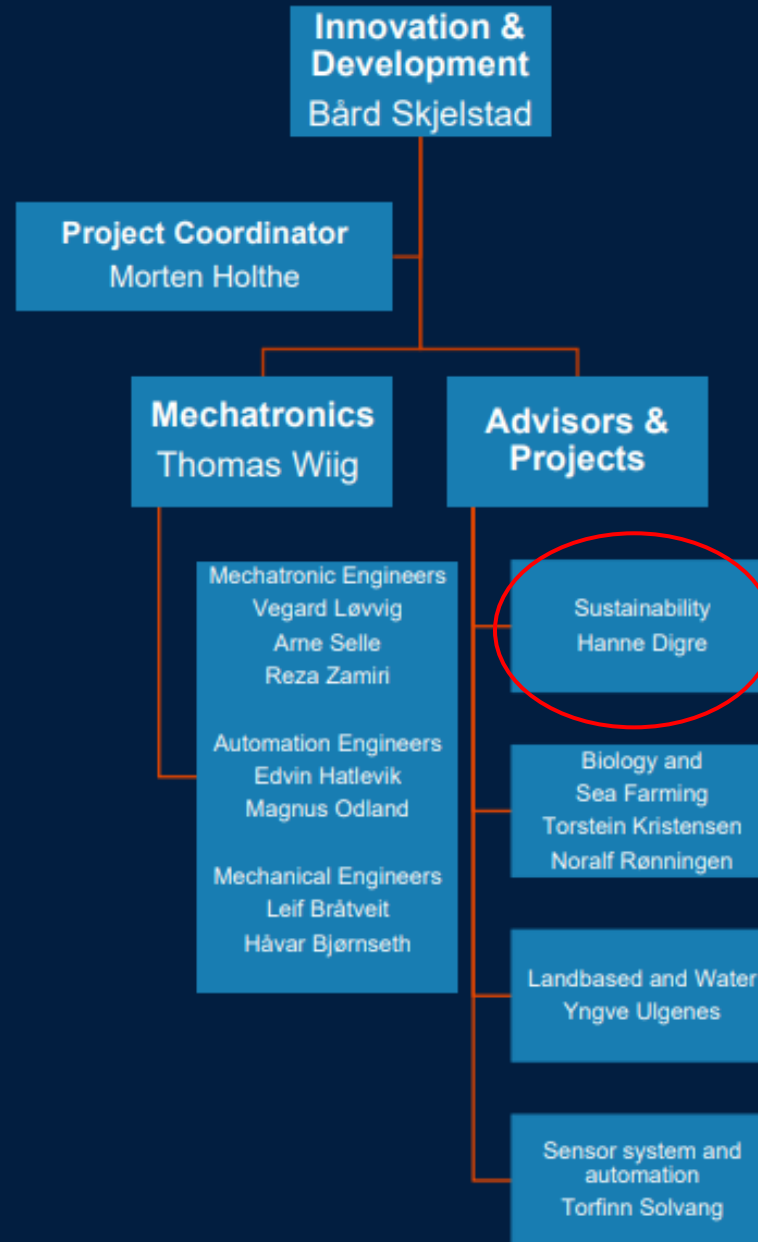 Innovation &
Development
Bård Skjelstad
Project Coordinator
Morten Holthe
Mechatronics
Thomas Wiig
Advisors &
Projects
Mechatronic Engineers
Vegard Løvvig
Arne Selle
Reza Zamiri
Automation Engineers
Edvin Hatlevik
Magnus Odland
Mechanical Engineers
Leif Bråtveit
Håvar Bjørnseth
Sustainability
Hanne Digre
Biology and
Sea Farming
Torstein Kristensen
Noralf Rønningen
Landbased and Water
Yngve Ulgenes
Sensor system and
automation
Torfinn Solvang